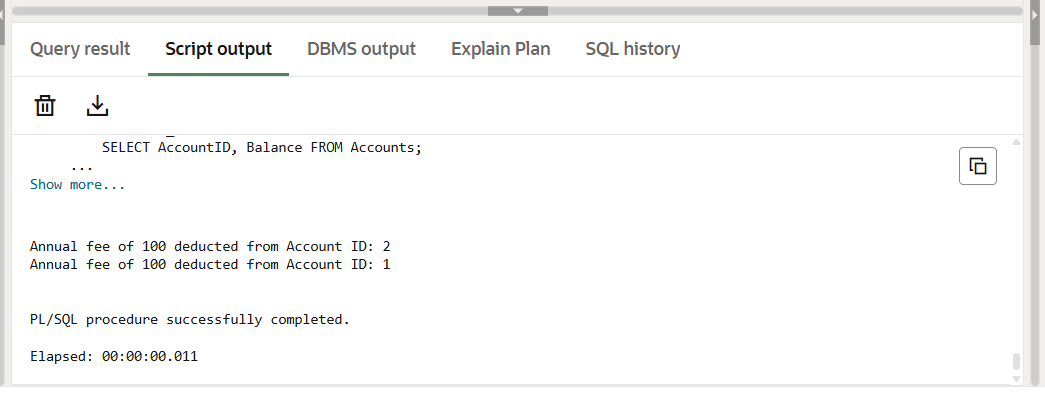 Query result Script output DBMS output Explain Plan SQL history
SELECT AccountID, Balance FROM Accounts;
...
Show more...
Annual fee of 100 deducted from Account ID: 2
Annual fee of 100 deducted from Account ID: 1
PL/SQL procedure successfully completed.
Elapsed: 00:00:00.011